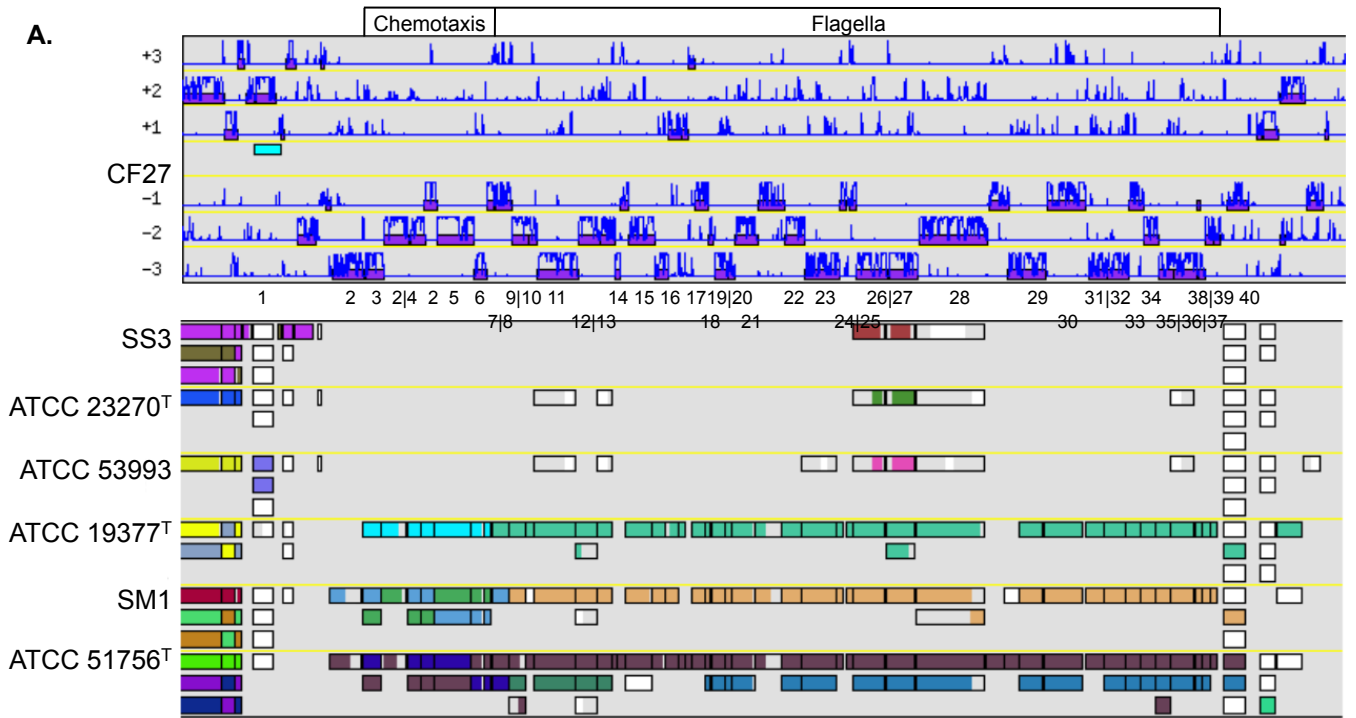 A.
Chemotaxis Flagella
+3
+2
+1
CF27
−1
−2
−3
1 2 3 2|4 2 5 6 9|10 11 14 15 16 17 19|20 22 23 26|27 28 29 31|32 34 38|39 40
7|8 12|13 18 21 24|25 30 33 35|36|37
SS3
ATCC 23270T
ATCC 53993
ATCC 19377T
SM1
ATCC 51756T